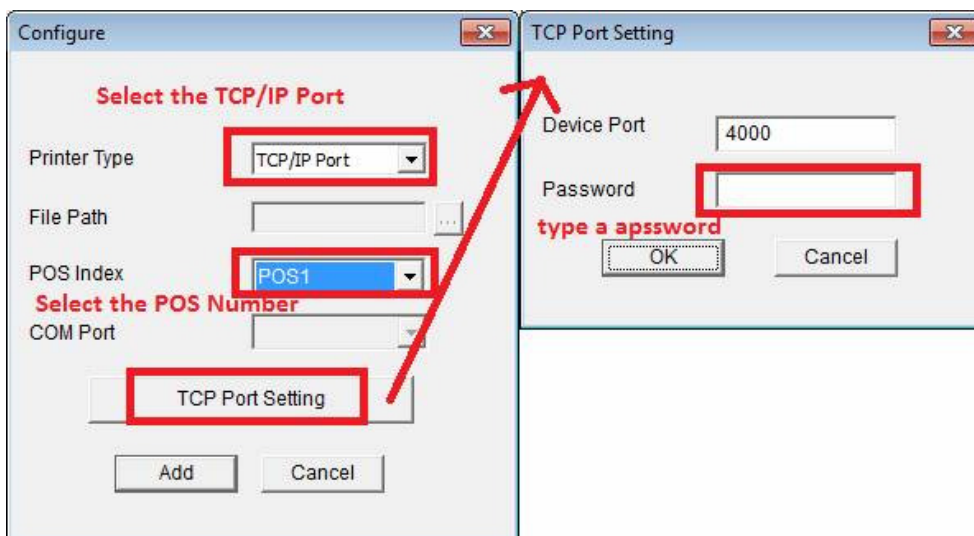 Configure
Select the TCP/IP Port
Printer Type
TCP/IP Port
File Path
...
POS Index
POS1
Select the POS Number
COM Port
TCP Port Setting
Add
Cancel
TCP Port Setting
Device Port
4000
Password
type a apssword
OK
Cancel